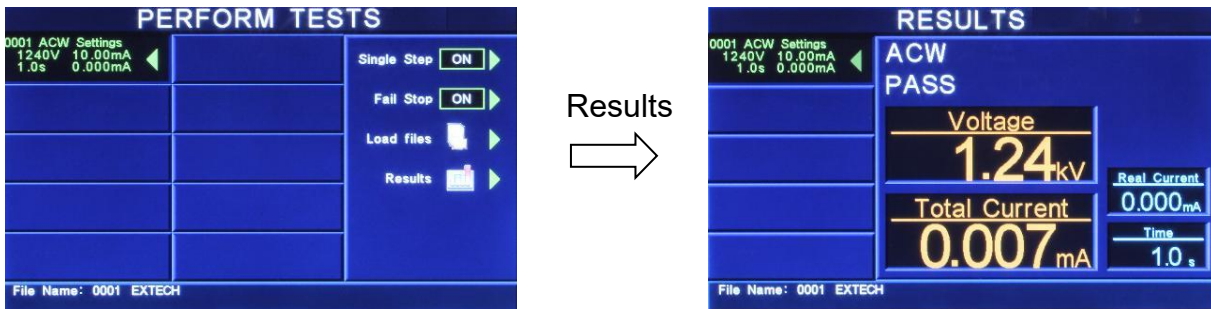 PERFORM TESTS
0001 ACW Settings
1240V 10.00mA
1.0s 0.000mA
Single Step ON
Fail Stop ON
Load files
Results
File Name: 0001 EXTECH
Results
RESULTS
0001 ACW Settings
1240V 10.00mA
1.0s 0.000mA
ACW
PASS
Voltage
1.24kV
Total Current
0.007mA
Real Current
0.000mA
Time
1.0 s
File Name: 0001 EXTECH